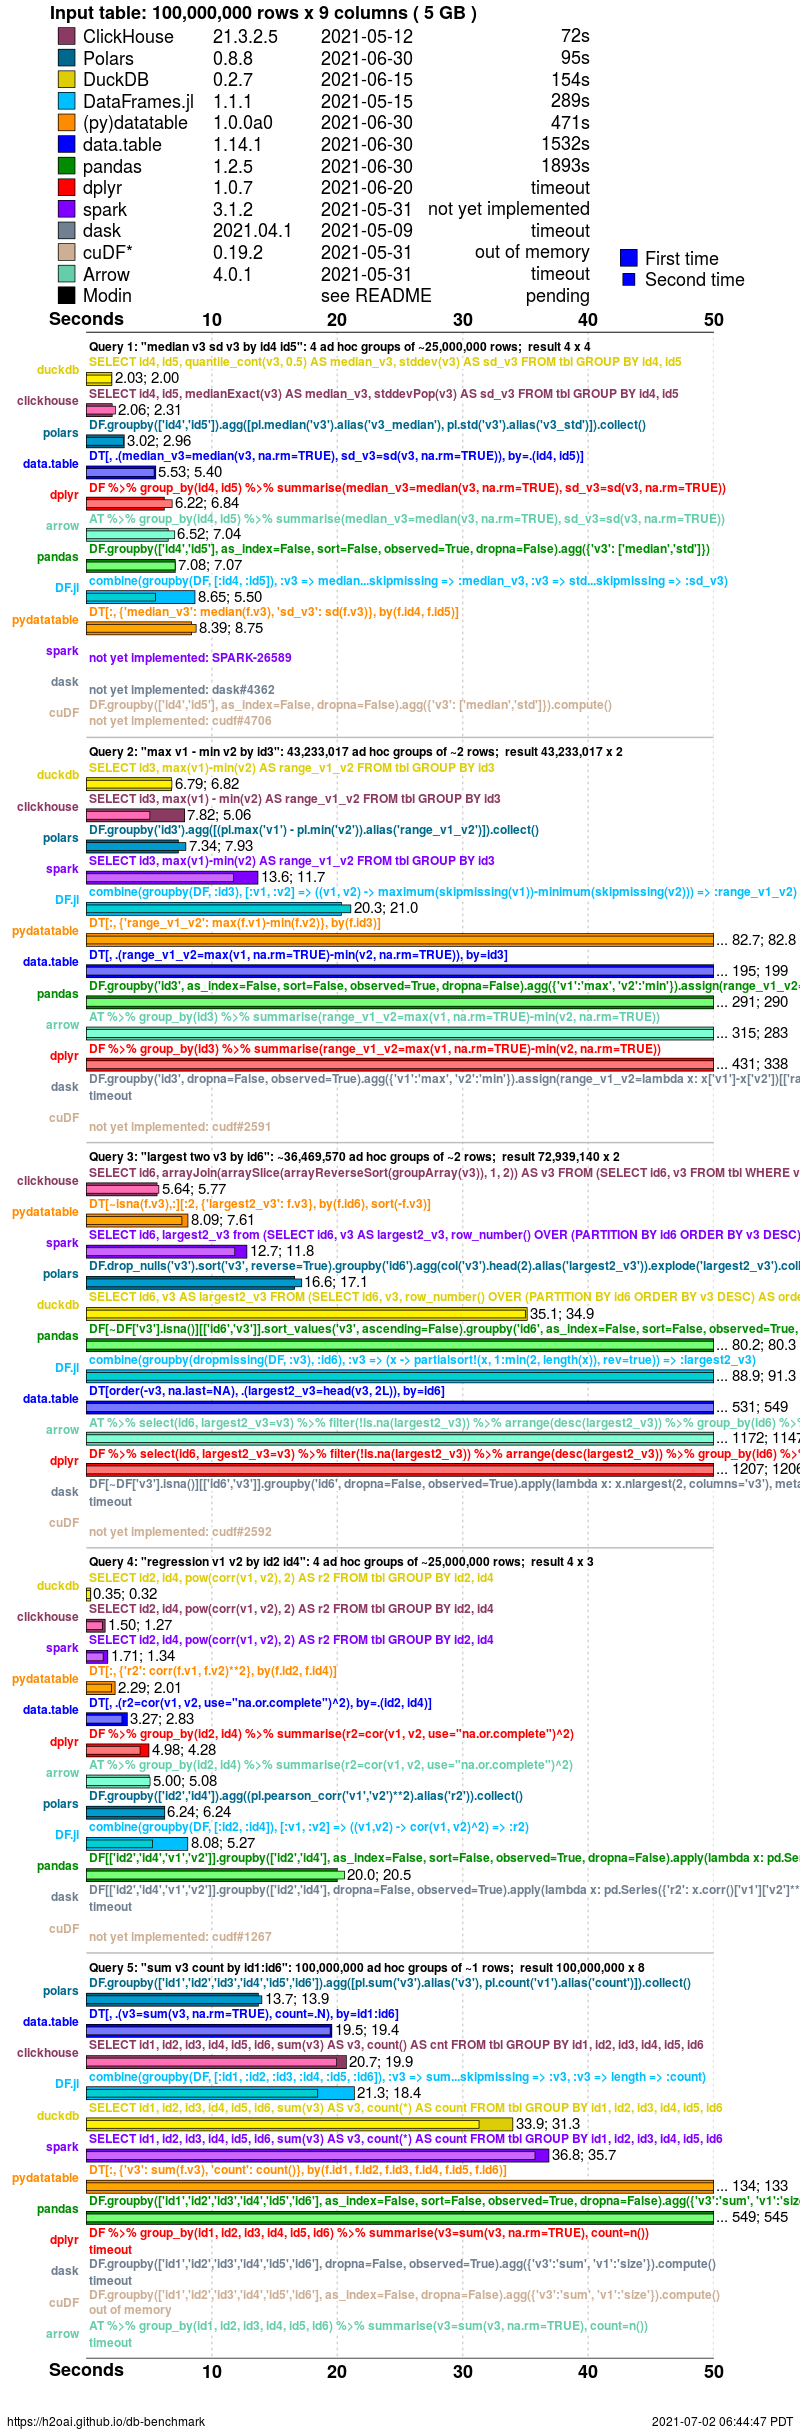 Input table: 100,000,000 rows x 9 columns ( 5 GB )
ClickHouse 21.3.2.5 2021-05-12 72s
Polars 0.8.8 2021-06-30 95s
DuckDB 0.2.7 2021-06-15 154s
DataFrames.jl 1.1.1 2021-05-15 289s
(py)datatable 1.0.0a0 2021-06-30 471s
data.table 1.14.1 2021-06-30 1532s
pandas 1.2.5 2021-06-30 1893s
dplyr 1.0.7 2021-06-20 timeout
spark 3.1.2 2021-05-31 not yet implemented
dask 2021.04.1 2021-05-09 timeout
cuDF* 0.19.2 2021-05-31 out of memory
Arrow 4.0.1 2021-05-31 timeout
Modin see README pending
First time
Second time
Seconds 10 20 30 40 50
Query 1: "median v3 sd v3 by id4 id5": 4 ad hoc groups of ~25,000,000 rows; result 4 x 4
SELECT id4, id5, quantile_cont(v3, 0.5) AS median_v3, stddev(v3) AS sd_v3 FROM tbl GROUP BY id4, id5
duckdb 2.03; 2.00
SELECT id4, id5, medianExact(v3) AS median_v3, stddevPop(v3) AS sd_v3 FROM tbl GROUP BY id4, id5
clickhouse 2.06; 2.31
DF.groupby(['id4','id5']).agg([pl.median('v3').alias('v3_median'), pl.std('v3').alias('v3_std')]).collect()
polars 3.02; 2.96
DT[, .(median_v3=median(v3, na.rm=TRUE), sd_v3=sd(v3, na.rm=TRUE)), by=.(id4, id5)]
data.table 5.53; 5.40
DF %>% group_by(id4, id5) %>% summarise(median_v3=median(v3, na.rm=TRUE), sd_v3=sd(v3, na.rm=TRUE))
dplyr 6.22; 6.84
AT %>% group_by(id4, id5) %>% summarise(median_v3=median(v3, na.rm=TRUE), sd_v3=sd(v3, na.rm=TRUE))
arrow 6.52; 7.04
DF.groupby(['id4','id5'], as_index=False, sort=False, observed=True, dropna=False).agg({'v3': ['median','std']})
pandas 7.08; 7.07
combine(groupby(DF, [:id4, :id5]), :v3 => median...skipmissing => :median_v3, :v3 => std...skipmissing => :sd_v3)
DF.jl 8.65; 5.50
DT[:, {'median_v3': median(f.v3), 'sd_v3': sd(f.v3)}, by(f.id4, f.id5)]
pydatatable 8.39; 8.75
spark
not yet implemented: SPARK-26589
dask
not yet implemented: dask#4362
DF.groupby(['id4','id5'], as_index=False, dropna=False).agg({'v3': ['median','std']}).compute()
cuDF
not yet implemented: cudf#4706
Query 2: "max v1 - min v2 by id3": 43,233,017 ad hoc groups of ~2 rows; result 43,233,017 x 2
SELECT id3, max(v1)-min(v2) AS range_v1_v2 FROM tbl GROUP BY id3
duckdb 6.79; 6.82
SELECT id3, max(v1) - min(v2) AS range_v1_v2 FROM tbl GROUP BY id3
clickhouse 7.82; 5.06
DF.groupby('id3').agg([(pl.max('v1') - pl.min('v2')).alias('range_v1_v2')]).collect()
polars 7.34; 7.93
SELECT id3, max(v1)-min(v2) AS range_v1_v2 FROM tbl GROUP BY id3
spark 13.6; 11.7
combine(groupby(DF, :id3), [:v1, :v2] => ((v1, v2) -> maximum(skipmissing(v1))-minimum(skipmissing(v2))) => :range_v1_v2)
DF.jl 20.3; 21.0
DT[:, {'range_v1_v2': max(f.v1)-min(f.v2)}, by(f.id3)]
pydatatable ... 82.7; 82.8
DT[, .(range_v1_v2=max(v1, na.rm=TRUE)-min(v2, na.rm=TRUE)), by=id3]
data.table ... 195; 199
DF.groupby('id3', as_index=False, sort=False, observed=True, dropna=False).agg({'v1':'max', 'v2':'min'}).assign(range_v1_v2=
pandas ... 291; 290
AT %>% group_by(id3) %>% summarise(range_v1_v2=max(v1, na.rm=TRUE)-min(v2, na.rm=TRUE))
arrow ... 315; 283
DF %>% group_by(id3) %>% summarise(range_v1_v2=max(v1, na.rm=TRUE)-min(v2, na.rm=TRUE))
dplyr ... 431; 338
DF.groupby('id3', dropna=False, observed=True).agg({'v1':'max', 'v2':'min'}).assign(range_v1_v2=lambda x: x['v1']-x['v2'])[['ra
dask
timeout
cuDF
not yet implemented: cudf#2591
Query 3: "largest two v3 by id6": ~36,469,570 ad hoc groups of ~2 rows; result 72,939,140 x 2
SELECT id6, arrayJoin(arraySlice(arrayReverseSort(groupArray(v3)), 1, 2)) AS v3 FROM (SELECT id6, v3 FROM tbl WHERE v
clickhouse 5.64; 5.77
DT[~isna(f.v3),:][:2, {'largest2_v3': f.v3}, by(f.id6), sort(-f.v3)]
pydatatable 8.09; 7.61
SELECT id6, largest2_v3 from (SELECT id6, v3 AS largest2_v3, row_number() OVER (PARTITION BY id6 ORDER BY v3 DESC)
spark 12.7; 11.8
DF.drop_nulls('v3').sort('v3', reverse=True).groupby('id6').agg(col('v3').head(2).alias('largest2_v3')).explode('largest2_v3').coll
polars 16.6; 17.1
SELECT id6, v3 AS largest2_v3 FROM (SELECT id6, v3, row_number() OVER (PARTITION BY id6 ORDER BY v3 DESC) AS orde
duckdb 35.1; 34.9
DF[~DF['v3'].isna()][['id6','v3']].sort_values('v3', ascending=False).groupby('id6', as_index=False, sort=False, observed=True,
pandas ... 80.2; 80.3
combine(groupby(dropmissing(DF, :v3), :id6), :v3 => (x -> partialsort!(x, 1:min(2, length(x)), rev=true)) => :largest2_v3)
DF.jl ... 88.9; 91.3
DT[order(-v3, na.last=NA), .(largest2_v3=head(v3, 2L)), by=id6]
data.table ... 531; 549
AT %>% select(id6, largest2_v3=v3) %>% filter(!is.na(largest2_v3)) %>% arrange(desc(largest2_v3)) %>% group_by(id6) %>%
arrow ... 1172; 1147
DF %>% select(id6, largest2_v3=v3) %>% filter(!is.na(largest2_v3)) %>% arrange(desc(largest2_v3)) %>% group_by(id6) %>%
dplyr ... 1207; 1206
DF[~DF['v3'].isna()][['id6','v3']].groupby('id6', dropna=False, observed=True).apply(lambda x: x.nlargest(2, columns='v3'), meta
dask
timeout
cuDF
not yet implemented: cudf#2592
Query 4: "regression v1 v2 by id2 id4": 4 ad hoc groups of ~25,000,000 rows; result 4 x 3
SELECT id2, id4, pow(corr(v1, v2), 2) AS r2 FROM tbl GROUP BY id2, id4
duckdb 0.35; 0.32
SELECT id2, id4, pow(corr(v1, v2), 2) AS r2 FROM tbl GROUP BY id2, id4
clickhouse 1.50; 1.27
SELECT id2, id4, pow(corr(v1, v2), 2) AS r2 FROM tbl GROUP BY id2, id4
spark 1.71; 1.34
DT[:, {'r2': corr(f.v1, f.v2)**2}, by(f.id2, f.id4)]
pydatatable 2.29; 2.01
DT[, .(r2=cor(v1, v2, use="na.or.complete")^2), by=.(id2, id4)]
data.table 3.27; 2.83
DF %>% group_by(id2, id4) %>% summarise(r2=cor(v1, v2, use="na.or.complete")^2)
dplyr 4.98; 4.28
AT %>% group_by(id2, id4) %>% summarise(r2=cor(v1, v2, use="na.or.complete")^2)
arrow 5.00; 5.08
DF.groupby(['id2','id4']).agg((pl.pearson_corr('v1','v2')**2).alias('r2')).collect()
polars 6.24; 6.24
combine(groupby(DF, [:id2, :id4]), [:v1, :v2] => ((v1,v2) -> cor(v1, v2)^2) => :r2)
DF.jl 8.08; 5.27
DF[['id2','id4','v1','v2']].groupby(['id2','id4'], as_index=False, sort=False, observed=True, dropna=False).apply(lambda x: pd.Se
pandas 20.0; 20.5
DF[['id2','id4','v1','v2']].groupby(['id2','id4'], dropna=False, observed=True).apply(lambda x: pd.Series({'r2': x.corr()['v1']['v2']**
dask
timeout
cuDF
not yet implemented: cudf#1267
Query 5: "sum v3 count by id1:id6": 100,000,000 ad hoc groups of ~1 rows; result 100,000,000 x 8
DF.groupby(['id1','id2','id3','id4','id5','id6']).agg([pl.sum('v3').alias('v3'), pl.count('v1').alias('count')]).collect()
polars 13.7; 13.9
DT[, .(v3=sum(v3, na.rm=TRUE), count=.N), by=id1:id6]
data.table 19.5; 19.4
SELECT id1, id2, id3, id4, id5, id6, sum(v3) AS v3, count() AS cnt FROM tbl GROUP BY id1, id2, id3, id4, id5, id6
clickhouse 20.7; 19.9
combine(groupby(DF, [:id1, :id2, :id3, :id4, :id5, :id6]), :v3 => sum...skipmissing => :v3, :v3 => length => :count)
DF.jl 21.3; 18.4
SELECT id1, id2, id3, id4, id5, id6, sum(v3) AS v3, count(*) AS count FROM tbl GROUP BY id1, id2, id3, id4, id5, id6
duckdb 33.9; 31.3
SELECT id1, id2, id3, id4, id5, id6, sum(v3) AS v3, count(*) AS count FROM tbl GROUP BY id1, id2, id3, id4, id5, id6
spark 36.8; 35.7
DT[:, {'v3': sum(f.v3), 'count': count()}, by(f.id1, f.id2, f.id3, f.id4, f.id5, f.id6)]
pydatatable ... 134; 133
DF.groupby(['id1','id2','id3','id4','id5','id6'], as_index=False, sort=False, observed=True, dropna=False).agg({'v3':'sum', 'v1':'size
pandas ... 549; 545
DF %>% group_by(id1, id2, id3, id4, id5, id6) %>% summarise(v3=sum(v3, na.rm=TRUE), count=n())
dplyr
timeout
DF.groupby(['id1','id2','id3','id4','id5','id6'], dropna=False, observed=True).agg({'v3':'sum', 'v1':'size'}).compute()
dask
timeout
DF.groupby(['id1','id2','id3','id4','id5','id6'], as_index=False, dropna=False).agg({'v3':'sum', 'v1':'size'}).compute()
cuDF
out of memory
AT %>% group_by(id1, id2, id3, id4, id5, id6) %>% summarise(v3=sum(v3, na.rm=TRUE), count=n())
arrow
timeout
Seconds 10 20 30 40 50
https://h2oai.github.io/db-benchmark 2021-07-02 06:44:47 PDT